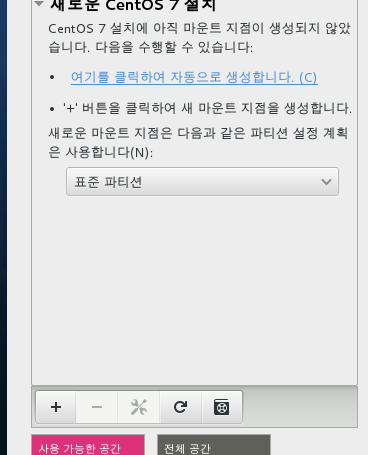 새로운 CentOS 7 설치
CentOS 7 설치에 아직 마운트 지점이 생성되지 않았
습니다. 다음을 수행할 수 있습니다:
• 여기를 클릭하여 자동으로 생성합니다. (C)
• '+' 버튼을 클릭하여 새 마운트 지점을 생성합니다.
새로운 마운트 지점은 다음과 같은 파티션 설정 계획
은 사용합니다(N):
표준 파티션
사용 가능한 공간
전체 공간